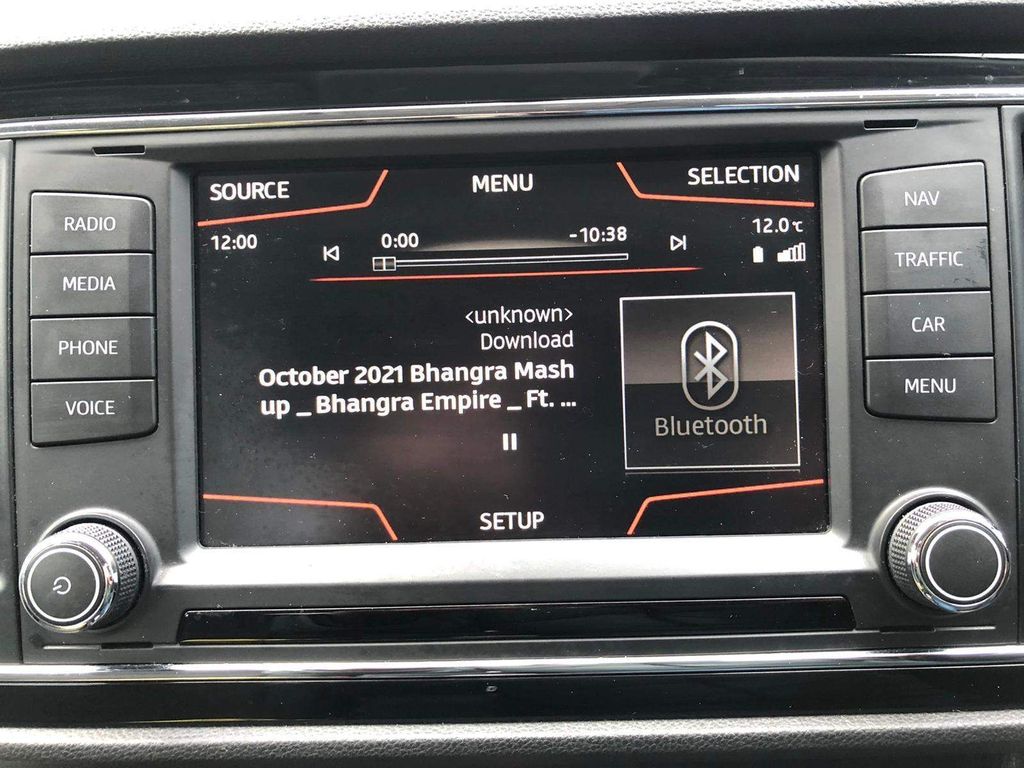 SOURCE
MENU
SELECTION
12:00
0:00
-10:38
12.0°c
<unknown>
Download
October 2021 Bhangra Mash
up _ Bhangra Empire _ Ft. ...
Bluetooth
SETUP
RADIO
MEDIA
PHONE
VOICE
NAV
TRAFFIC
CAR
MENU